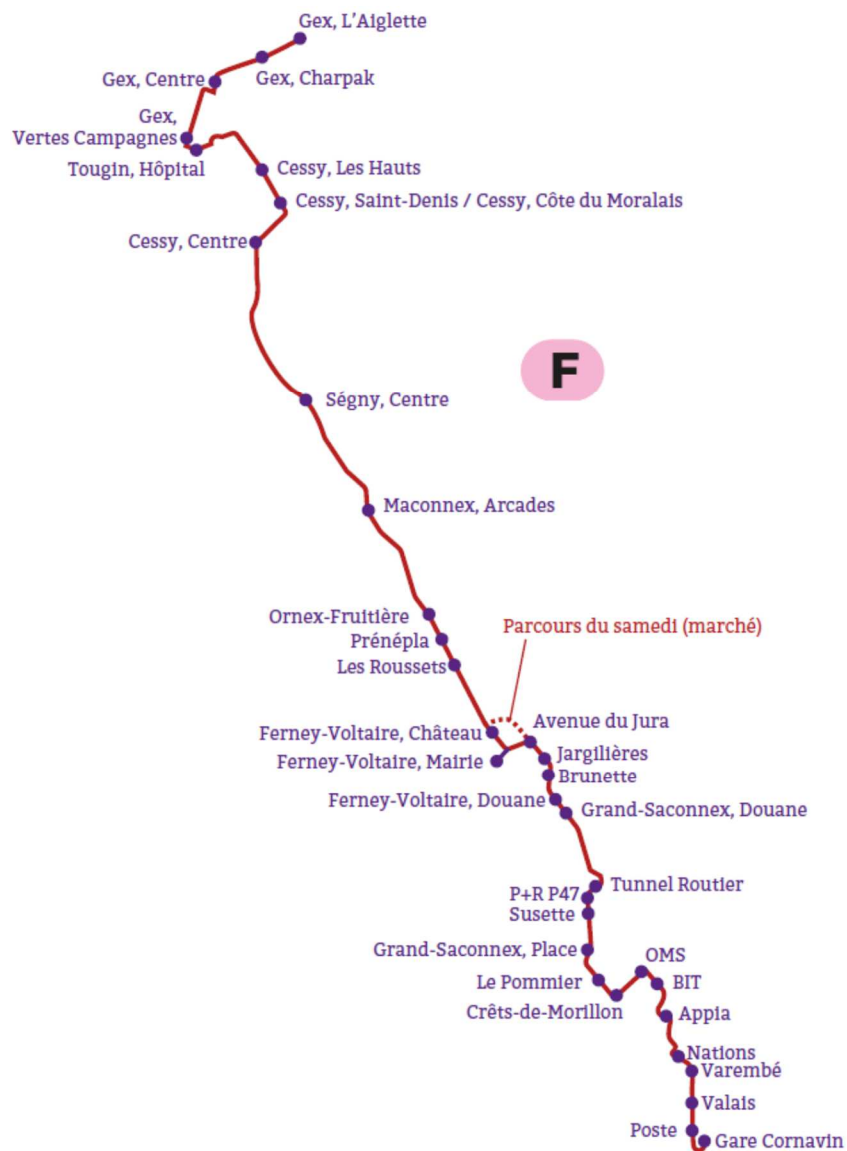 Gex, L'Aiglette
Gex, Charpak
Gex, Centre
Gex,
Vertes Campagnes
Tougin, Hôpital
Cessy, Les Hauts
Cessy, Saint-Denis / Cessy, Côte du Moralais
Cessy, Centre
F
Ségny, Centre
Maconnex, Arcades
Ornex-Fruitière
Prénépla
Les Roussets
Parcours du samedi (marché)
Ferney-Voltaire, Château
Avenue du Jura
Ferney-Voltaire, Mairie
Jargilières
Brunette
Ferney-Voltaire, Douane
Grand-Saconnex, Douane
Tunnel Routier
P+R P47
Susette
Grand-Saconnex, Place
Le Pommier
Crêts-de-Morillon
OMS
BIT
Appia
Nations
Varembé
Valais
Poste
Gare Cornavin